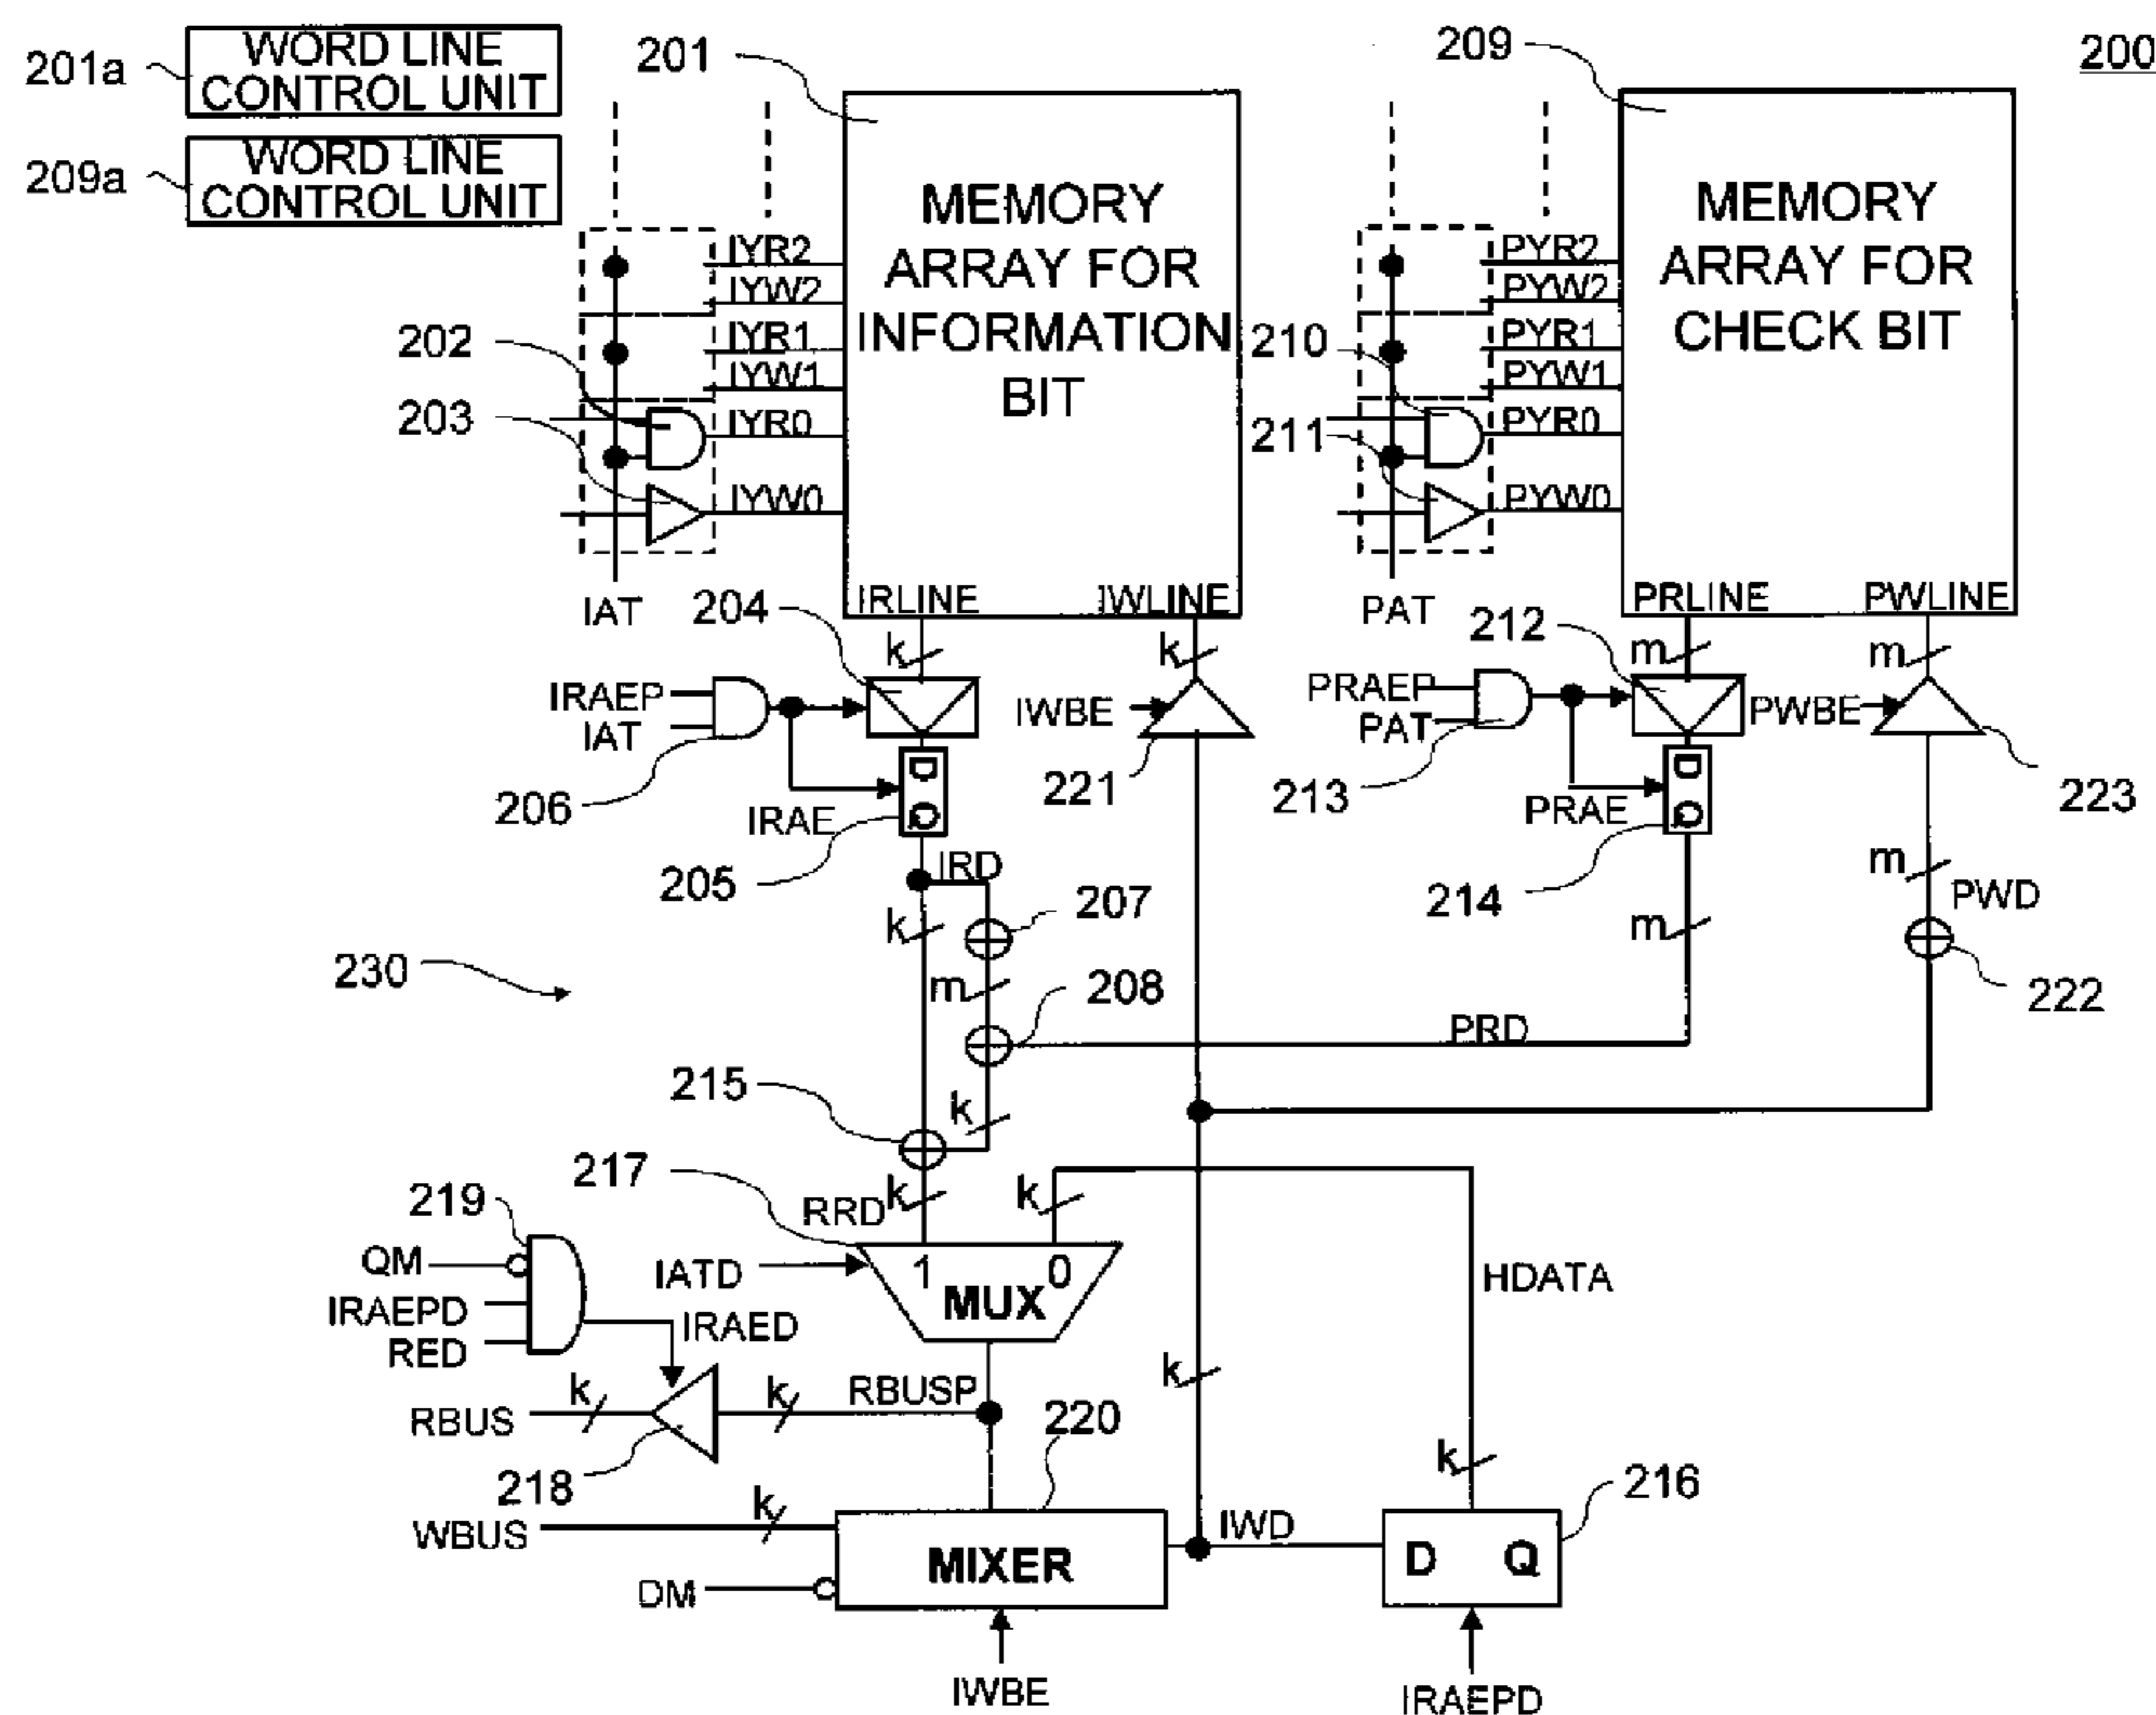 200
201a
WORD LINE
CONTROL UNIT
209a
WORD LINE
CONTROL UNIT
201
MEMORY
ARRAY FOR
INFORMATION
BIT
209
MEMORY
ARRAY FOR
CHECK BIT
IYR2
IYW2
IYR1
IYW1
IYR0
IYW0
202
203
IAT
PYR2
PYW2
PYR1
PYW1
PYR0
PYW0
210
211
PAT
IRLINE
IWLINE
PRLINE
PWLINE
204
k
k
212
m
m
IRAEP
IAT
206
IWBE
221
PRAEP
PAT
213
PWBE
223
D
Q
IRAE
205
D
Q
PRAE
214
IRD
k
207
m
208
m
m
PWD
222
230
PRD
215
k
217
RRD
k
k
219
QM
IRAEPD
RED
IATD
1
0
MUX
HDATA
IRAED
k
RBUS
k
RBUSP
k
218
220
k
216
WBUS
k
MIXER
IWD
D
Q
DM
IWBE
IRAEPD